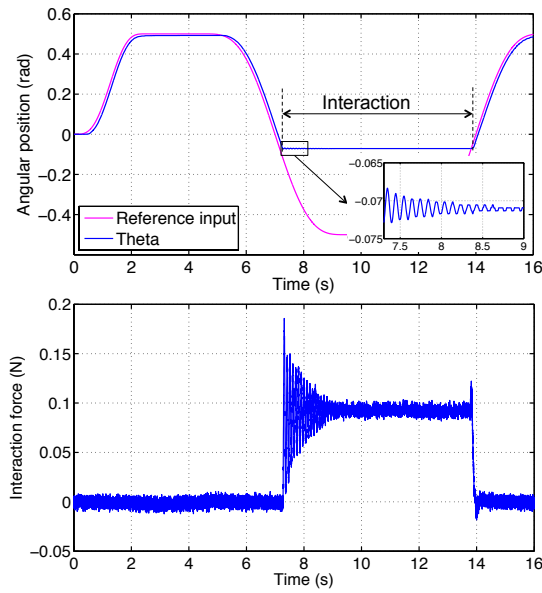 0.6
0.4
0.2
0
−0.2
−0.4
Angular position (rad)
Interaction
−0.065
−0.07
−0.075
7.5 8 8.5 9
Reference input
Theta
0 2 4 6 8 10 12 14 16
Time (s)
0.2
0.15
0.1
0.05
0
−0.05
Interaction force (N)
0 2 4 6 8 10 12 14 16
Time (s)